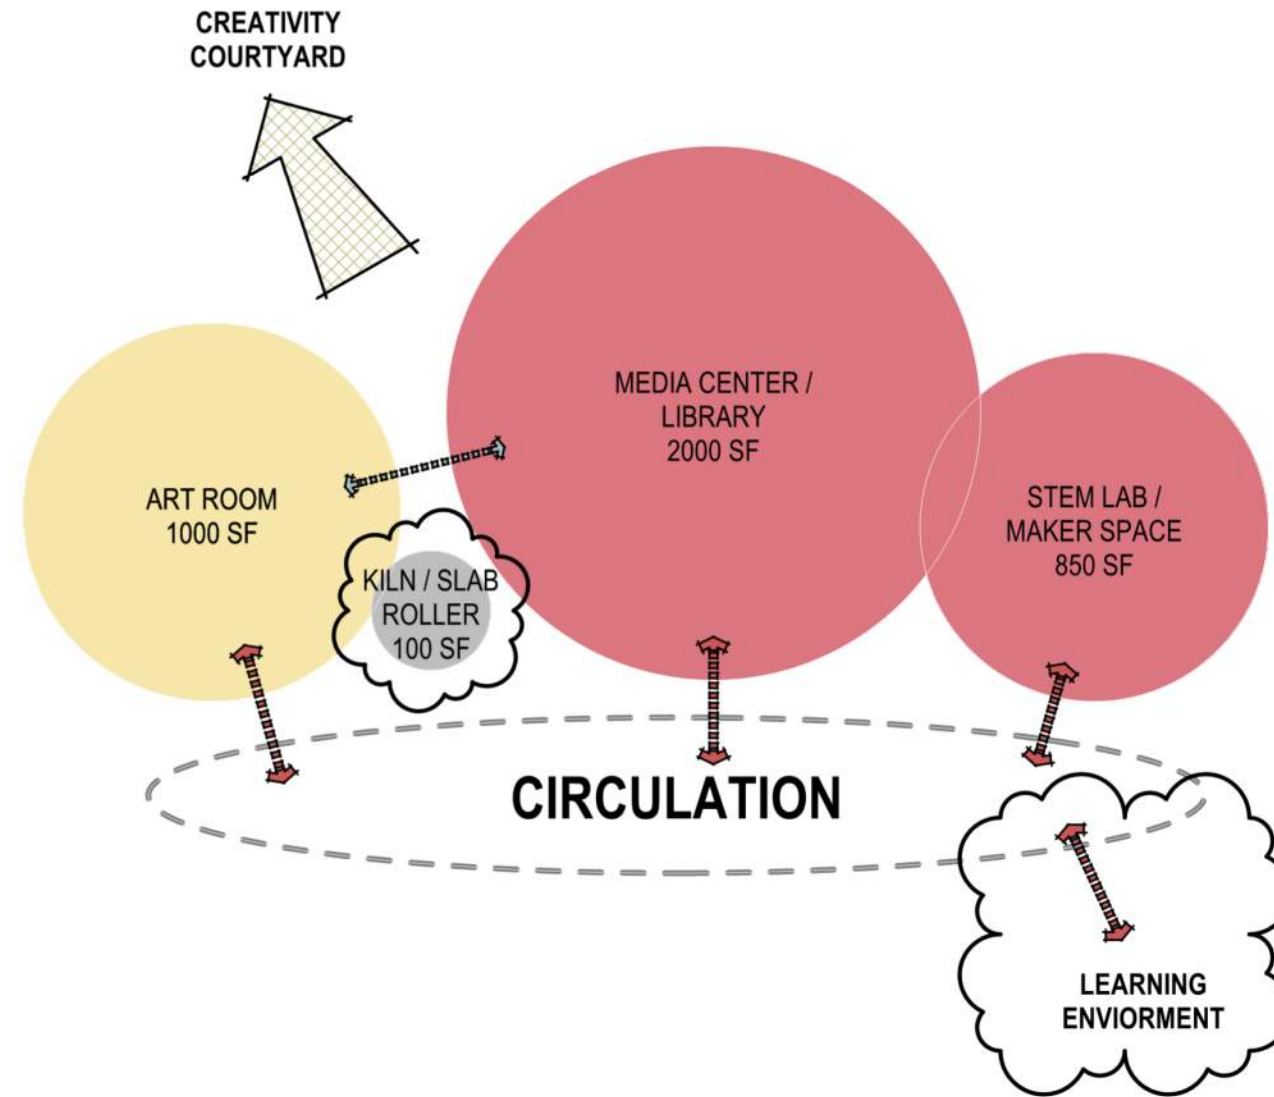 CREATIVITY
COURTYARD
MEDIA CENTER /
LIBRARY
2000 SF
ART ROOM
1000 SF
STEM LAB /
MAKER SPACE
850 SF
KILN / SLAB
ROLLER
100 SF
CIRCULATION
LEARNING
ENVIORMENT